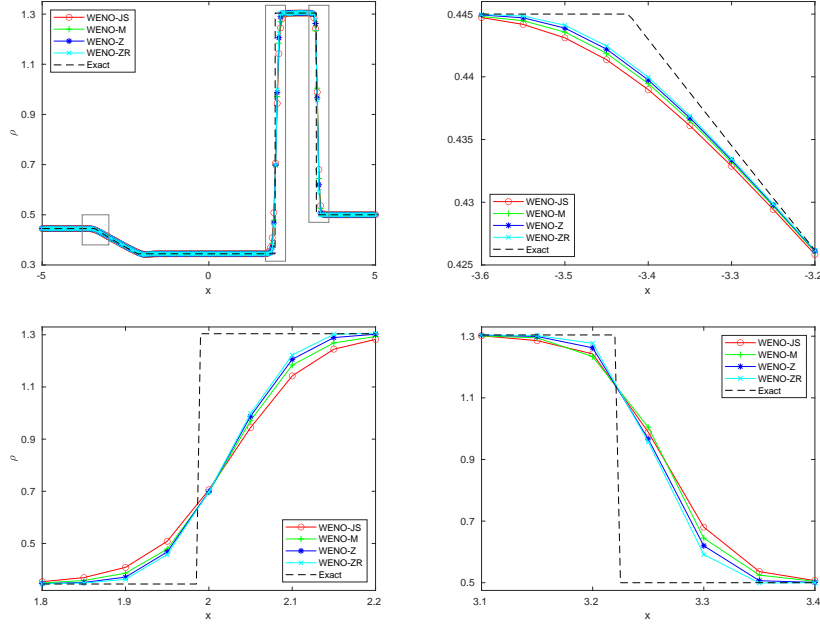 1.3
1.1
0.9
0.7
0.5
0.3
ρ
WENO-JS
WENO-M
WENO-Z
WENO-ZR
Exact
-5 0 5
x
0.445
0.44
0.435
0.43
0.425
WENO-JS
WENO-M
WENO-Z
WENO-ZR
Exact
-3.6 -3.5 -3.4 -3.3 -3.2
x
1.3
1.1
0.9
0.7
0.5
ρ
WENO-JS
WENO-M
WENO-Z
WENO-ZR
Exact
1.8 1.9 2 2.1 2.2
x
1.3
1.1
0.9
0.7
0.5
WENO-JS
WENO-M
WENO-Z
WENO-ZR
Exact
3.1 3.2 3.3 3.4
x